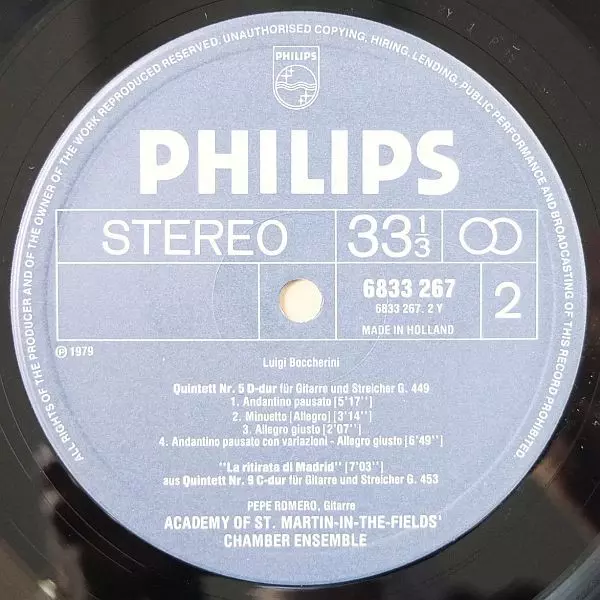 ALL RIGHTS OF THE PRODUCER AND OF THE OWNER OF THE WORK REPRODUCED RESERVED. UNAUTHORISED COPYING, HIRING, LENDING, PUBLIC PERFORMANCE AND BROADCASTING OF THIS RECORD PROHIBITED.
PHILIPS
PHILIPS
STEREO
33 1/3
6833 267
6833 267. 2 Y
2
MADE IN HOLLAND
Ⓟ 1979
Luigi Boccherini
Quintett Nr. 5 D-dur für Gitarre und Streicher G. 449
1. Andantino pausato [5'17'']
2. Minuetto [Allegro] [3'14'']
3. Allegro giusto [2'07'']
4. Andantino pausato con variazioni - Allegro giusto [6'49'']
"La ritirata di Madrid" [7'03'']
aus Quintett Nr. 9 C-dur für Gitarre und Streicher G. 453
PEPE ROMERO, Gitarre
ACADEMY OF ST. MARTIN-IN-THE-FIELDS'
CHAMBER ENSEMBLE